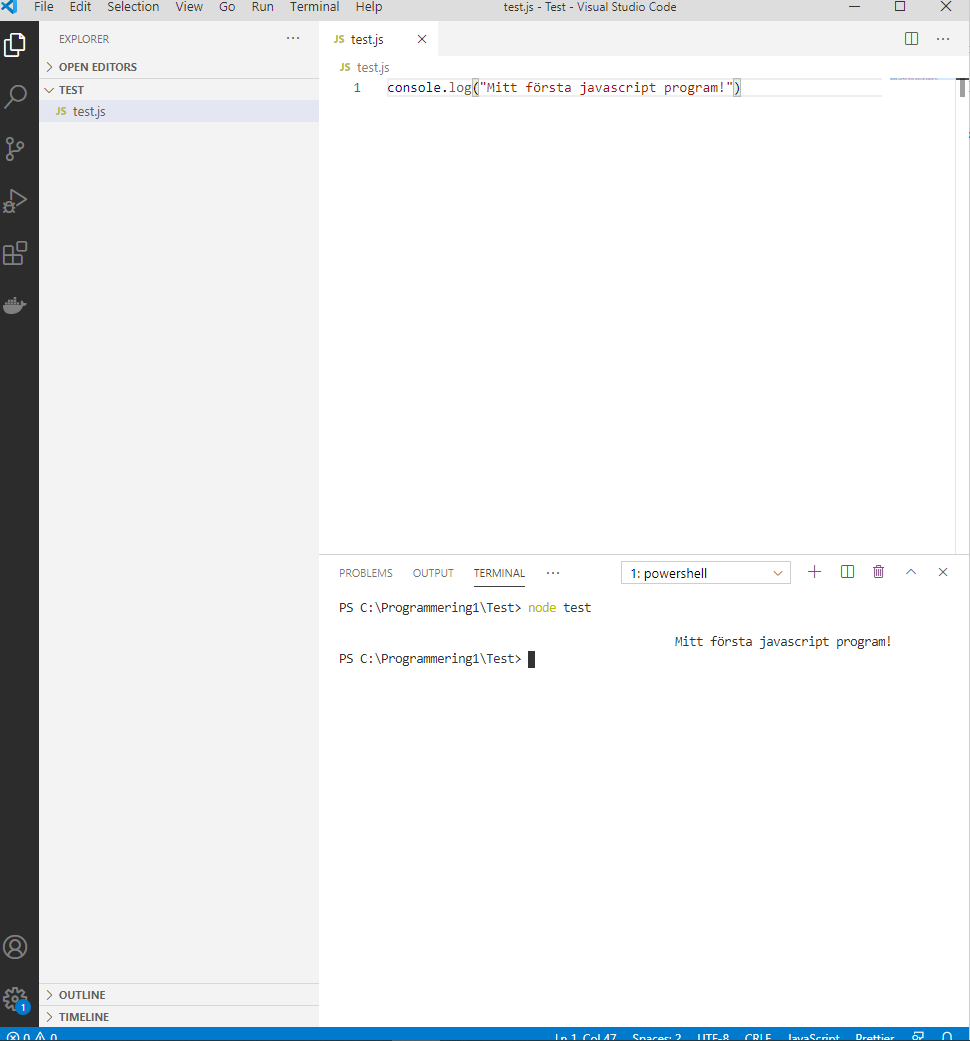 File Edit Selection View Go Run Terminal Help test.js - Test - Visual Studio Code
EXPLORER ···
OPEN EDITORS
TEST
JS test.js
JS test.js
JS test.js
1 console.log("Mitt första javascript program!")
PROBLEMS OUTPUT TERMINAL ··· 1: powershell
PS C:\Programmering1\Test> node test
Mitt första javascript program!
PS C:\Programmering1\Test>
1
OUTLINE
TIMELINE
0 0 Ln 1, Col 47 Spaces: 2 UTF-8 CRLF JavaScript Prettier